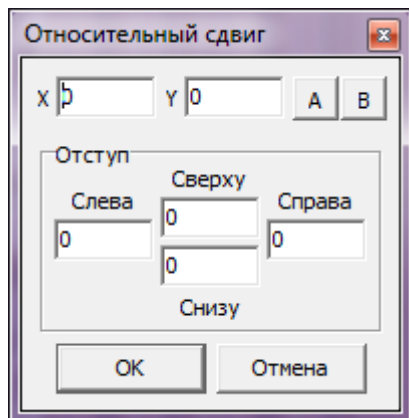 Относительный сдвиг
X 0 Y 0 A B
Отступ
Сверху
Слева 0 Справа
0 0 0
Снизу
OK Отмена